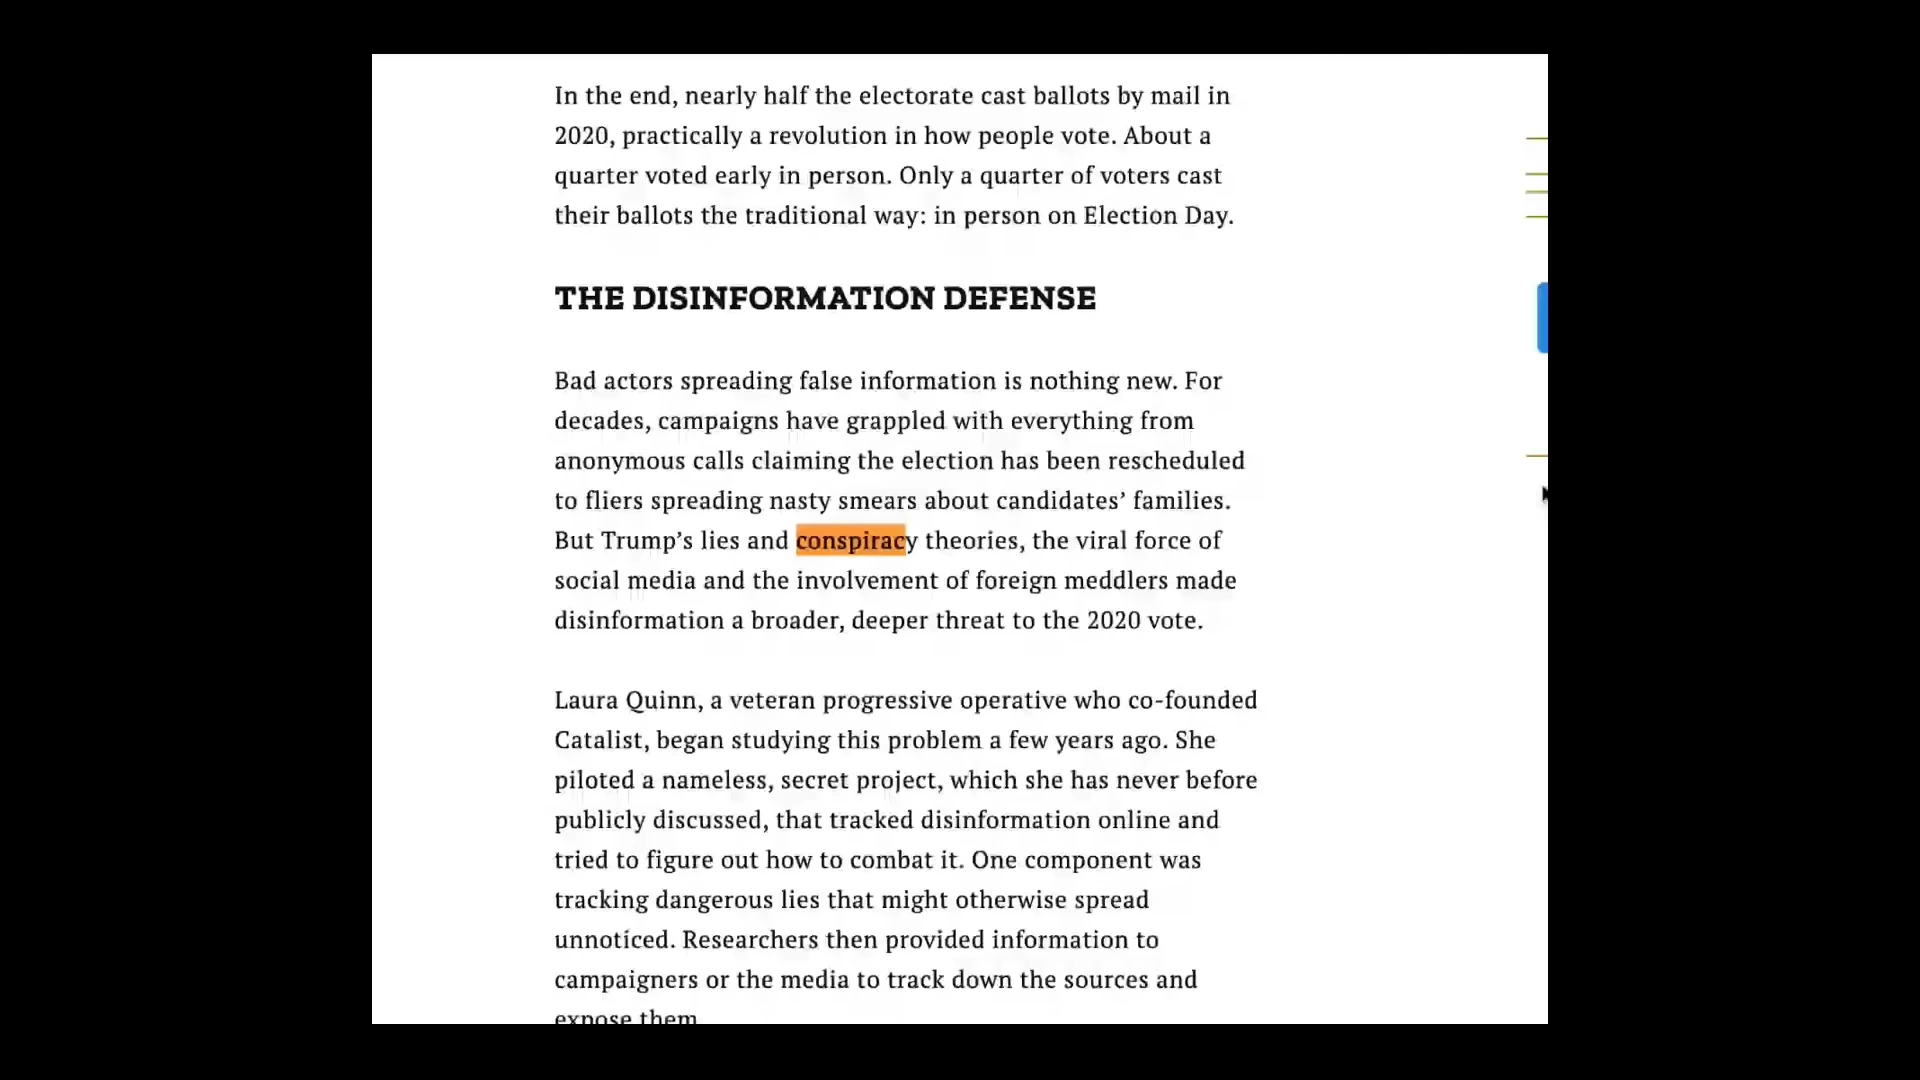 In the end, nearly half the electorate cast ballots by mail in
2020, practically a revolution in how people vote. About a
quarter voted early in person. Only a quarter of voters cast
their ballots the traditional way: in person on Election Day.
THE DISINFORMATION DEFENSE
Bad actors spreading false information is nothing new. For
decades, campaigns have grappled with everything from
anonymous calls claiming the election has been rescheduled
to fliers spreading nasty smears about candidates’ families.
But Trump’s lies and conspiracy theories, the viral force of
social media and the involvement of foreign meddlers made
disinformation a broader, deeper threat to the 2020 vote.
Laura Quinn, a veteran progressive operative who co-founded
Catalist, began studying this problem a few years ago. She
piloted a nameless, secret project, which she has never before
publicly discussed, that tracked disinformation online and
tried to figure out how to combat it. One component was
tracking dangerous lies that might otherwise spread
unnoticed. Researchers then provided information to
campaigners or the media to track down the sources and
expose them.